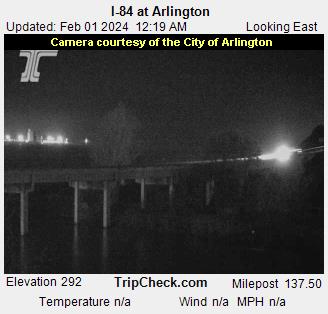 I-84 at Arlington
Updated: Feb 01 2024 12:19 AM Looking East
Camera courtesy of the City of Arlington
Elevation 292 TripCheck.com Milepost 137.50
Temperature n/a Wind n/a MPH n/a